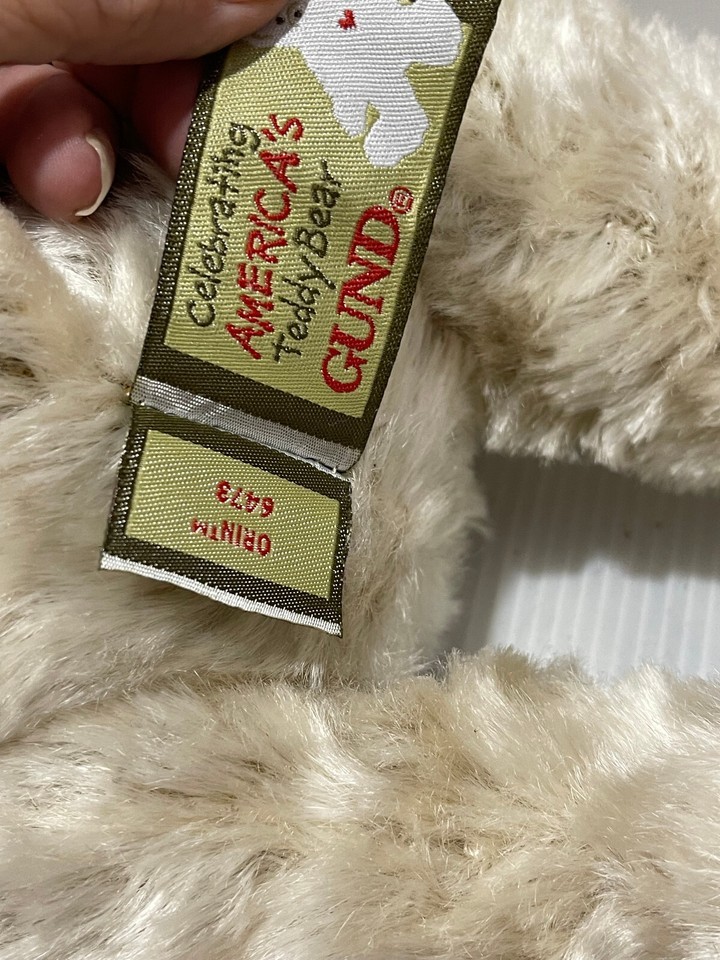 Celebrating
AMERICA'S
Teddy Bear
GUND®
ORIN™
6473